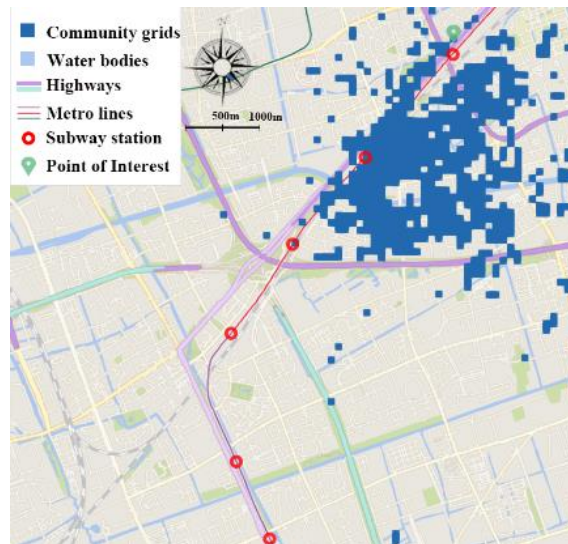 Community grids
Water bodies
Highways
Metro lines
Subway station
Point of Interest
N
500m 1000m